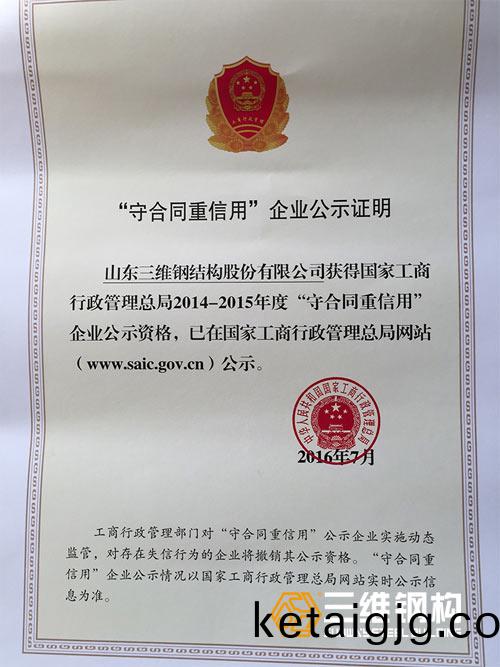 工商行政管理
“守合同重信用”企业公示证明
山东三维钢结构股份有限公司获得国家工商
行政管理总局2014-2015年度“守合同重信用”
企业公示资格，已在国家工商行政管理总局网站
（www.saic.gov.cn）公示。
中华人民共和国国家工商行政管理总局
2016年7月
工商行政管理部门对“守合同重信用”公示企业实施动态
监管，对存在失信行为的企业将撤销其公示资格。“守合同重
信用”企业公示情况以国家工商行政管理总局网站实时公示信
息为准。
三维钢构
ketaigjg.com